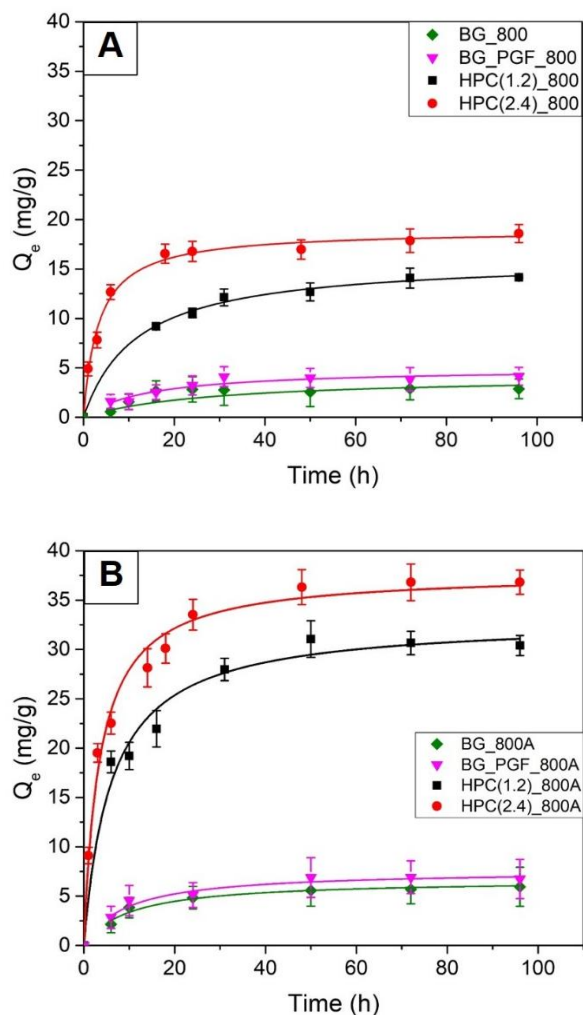 A
BG_800
BG_PGF_800
HPC(1.2)_800
HPC(2.4)_800
40
35
30
25
20
15
10
5
0
Qe (mg/g)
0 20 40 60 80 100
Time (h)
B
BG_800A
BG_PGF_800A
HPC(1.2)_800A
HPC(2.4)_800A
40
35
30
25
20
15
10
5
0
Qe (mg/g)
0 20 40 60 80 100
Time (h)